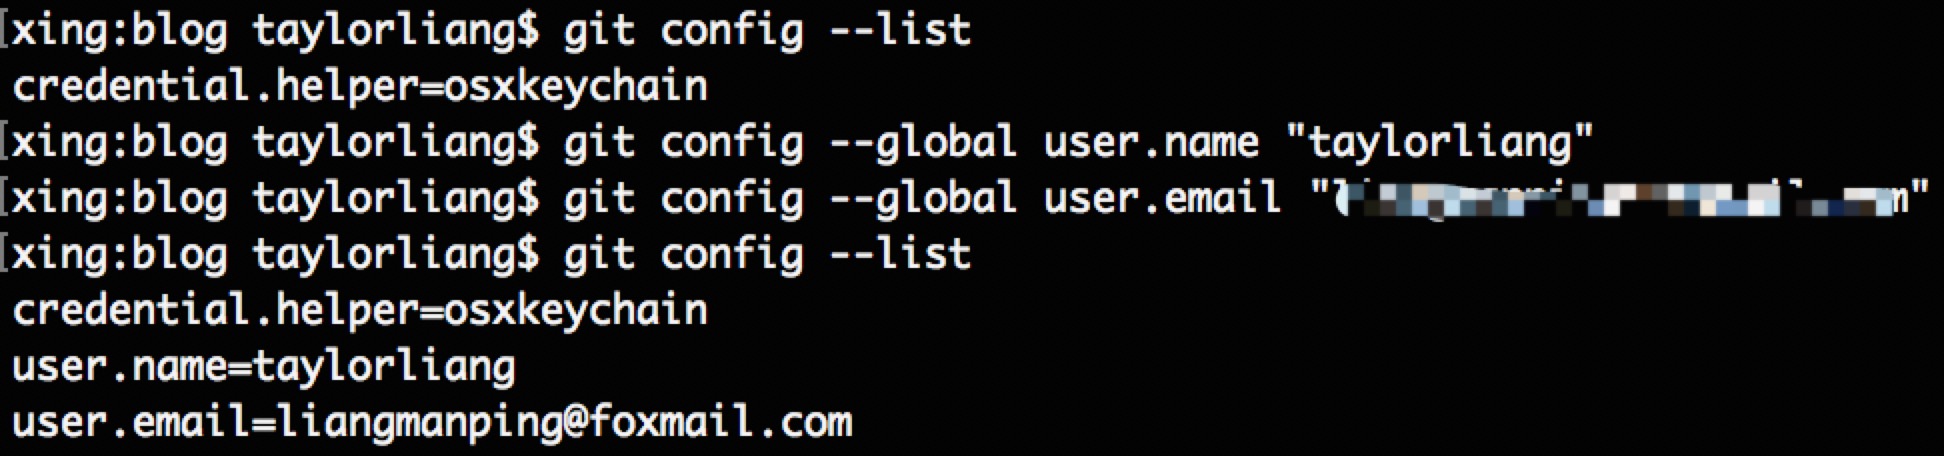 xing:blog taylorliang$ git config --list
credential.helper=osxkeychain
xing:blog taylorliang$ git config --global user.name "taylorliang"
xing:blog taylorliang$ git config --global user.email "
xing:blog taylorliang$ git config --list
credential.helper=osxkeychain
user.name=taylorliang
user.email=liangmanping@foxmail.com